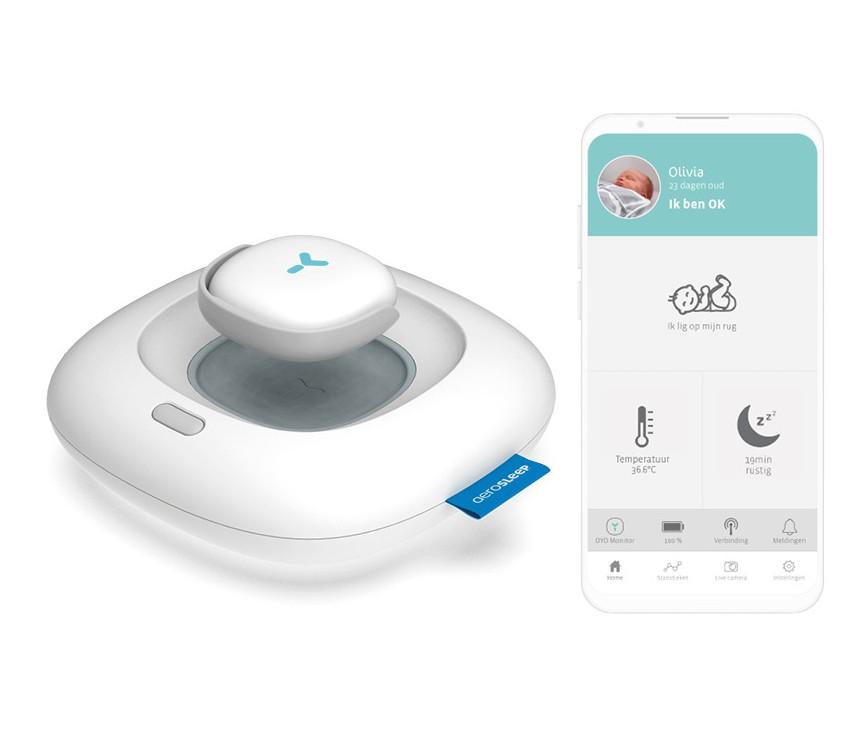 aerosleep
Olivia
23 dagen oud
Ik ben OK
Ik lig op mijn rug
Temperatuur
36.6°C
zzz
19min
rustig
OYO Monitor
100 %
Verbinding
Meldingen
Home
Statistieken
Live camera
Instellingen